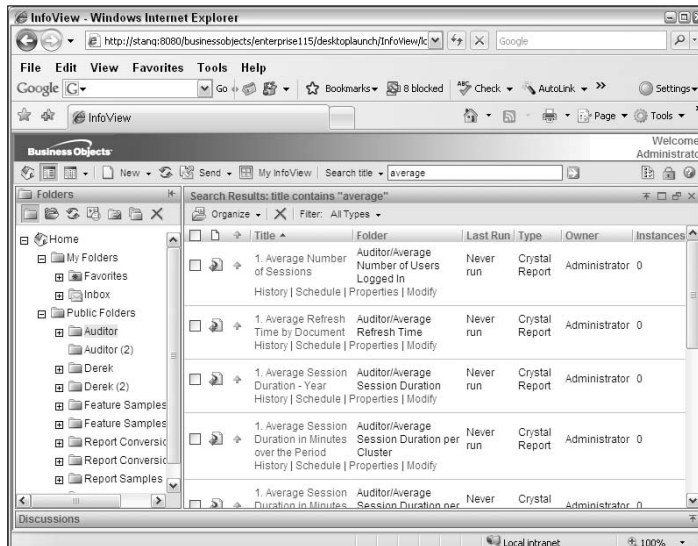 InfoView - Windows Internet Explorer
http://stanq:8080/businessobjects/enterprise115/desktoplaunch/InfoView/lc
Google
File Edit View Favorites Tools Help
Google G Go Bookmarks 8 blocked Check AutoLink >> Settings
InfoView Page Tools
Business Objects Welcome
Administrato
New Send My InfoView Search title average
Folders
Search Results: title contains "average"
Organize Filter: All Types
Title Folder Last Run Type Owner Instances
Home
My Folders
Favorites
Inbox
Public Folders
Auditor
Auditor (2)
Derek
Derek (2)
Feature Samples
Feature Samples
Report Conversic
Report Conversic
Report Samples
1. Average Number
of Sessions
Auditor/Average
Number of Users
Logged In
Never
run
Crystal
Report
Administrator 0
History | Schedule | Properties | Modify
1. Average Refresh
Time by Document
Auditor/Average
Refresh Time
Never
run
Crystal
Report
Administrator 0
History | Schedule | Properties | Modify
1. Average Session
Duration - Year
Auditor/Average
Session Duration
Never
run
Crystal
Report
Administrator 0
History | Schedule | Properties | Modify
1. Average Session
Duration in Minutes
over the Period
Auditor/Average
Session Duration per
Cluster
Never
run
Crystal
Report
Administrator 0
History | Schedule | Properties | Modify
1. Average Session
Duration in Minutes
Auditor/Average
Session Duration per
Never
Crystal
Administrator 0
Discussions
Local intranet 100%